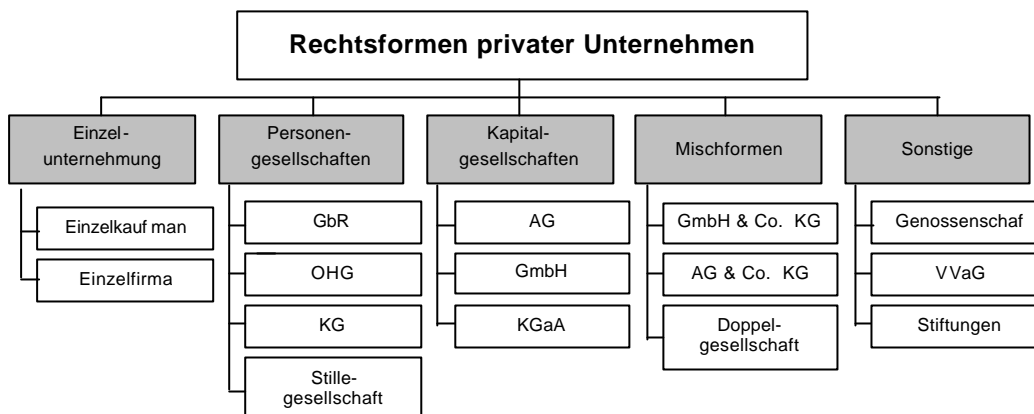 Rechtsformen privater Unternehmen
Einzel-
unternehmung
Personen-
gesellschaften
Kapital-
gesellschaften
Mischformen
Sonstige
Einzelkauf man
Einzelfirma
GbR
OHG
KG
Stille-
gesellschaft
AG
GmbH
KGaA
GmbH & Co. KG
AG & Co. KG
Doppel-
gesellschaft
Genossenschaf
VVaG
Stiftungen